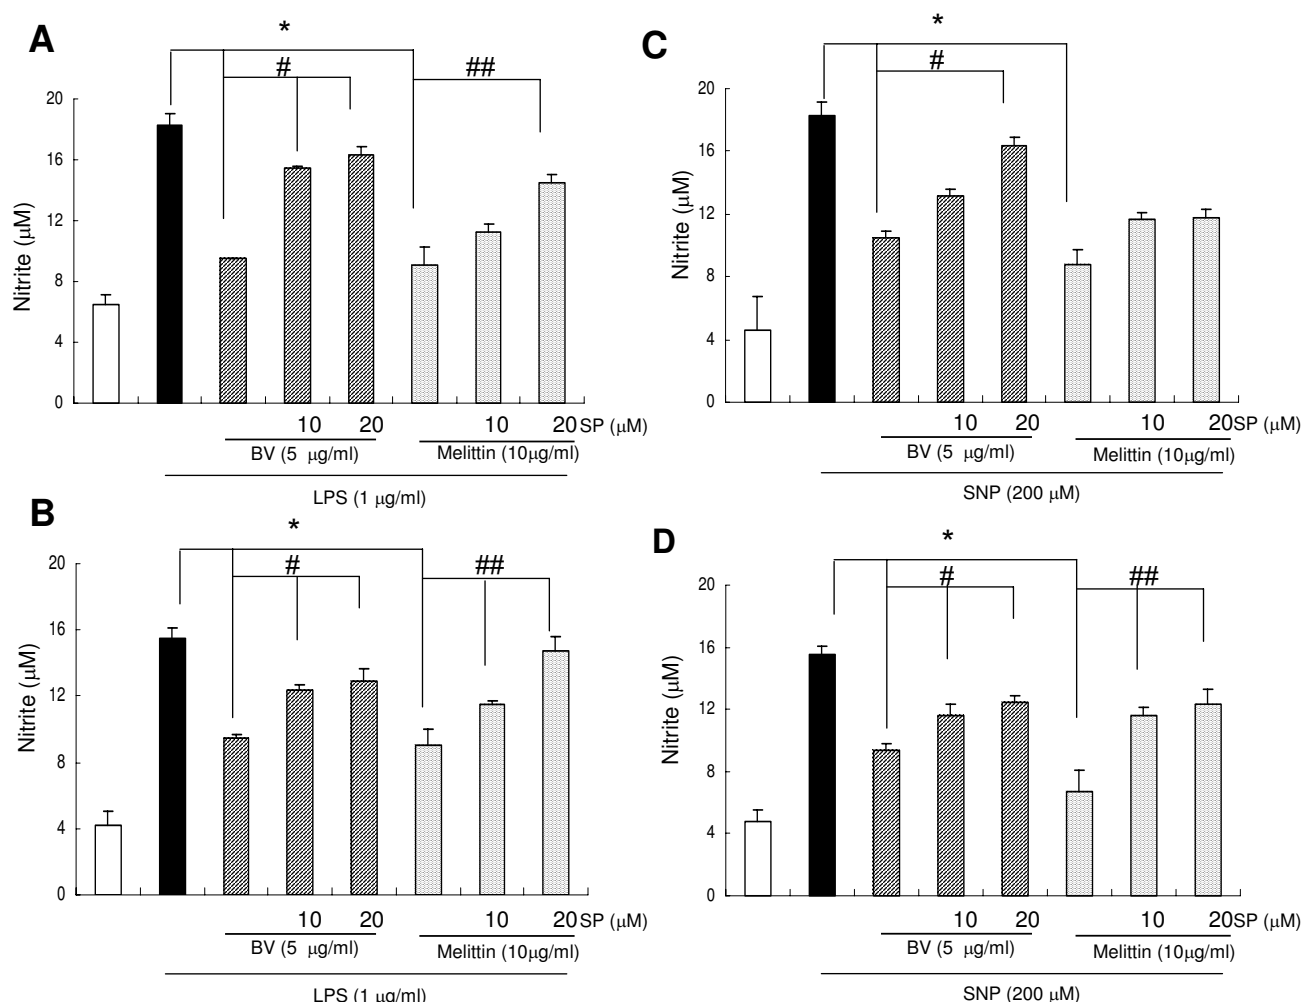 A
*
#
##
20
16
12
8
4
0
Nitrite (μM)
10 20 10 20 SP (μM)
BV (5 μg/ml) Melittin (10μg/ml)
LPS (1 μg/ml)
B
*
#
##
20
16
12
8
4
0
Nitrite (μM)
10 20 10 20 SP (μM)
BV (5 μg/ml) Melittin (10μg/ml)
LPS (1 μg/ml)
C
*
#
20
16
12
8
4
0
Nitrite (μM)
10 20 10 20 SP (μM)
BV (5 μg/ml) Melittin (10μg/ml)
SNP (200 μM)
D
*
#
##
20
16
12
8
4
0
Nitrite (μM)
10 20 10 20 SP (μM)
BV (5 μg/ml) Melittin (10μg/ml)
SNP (200 μM)